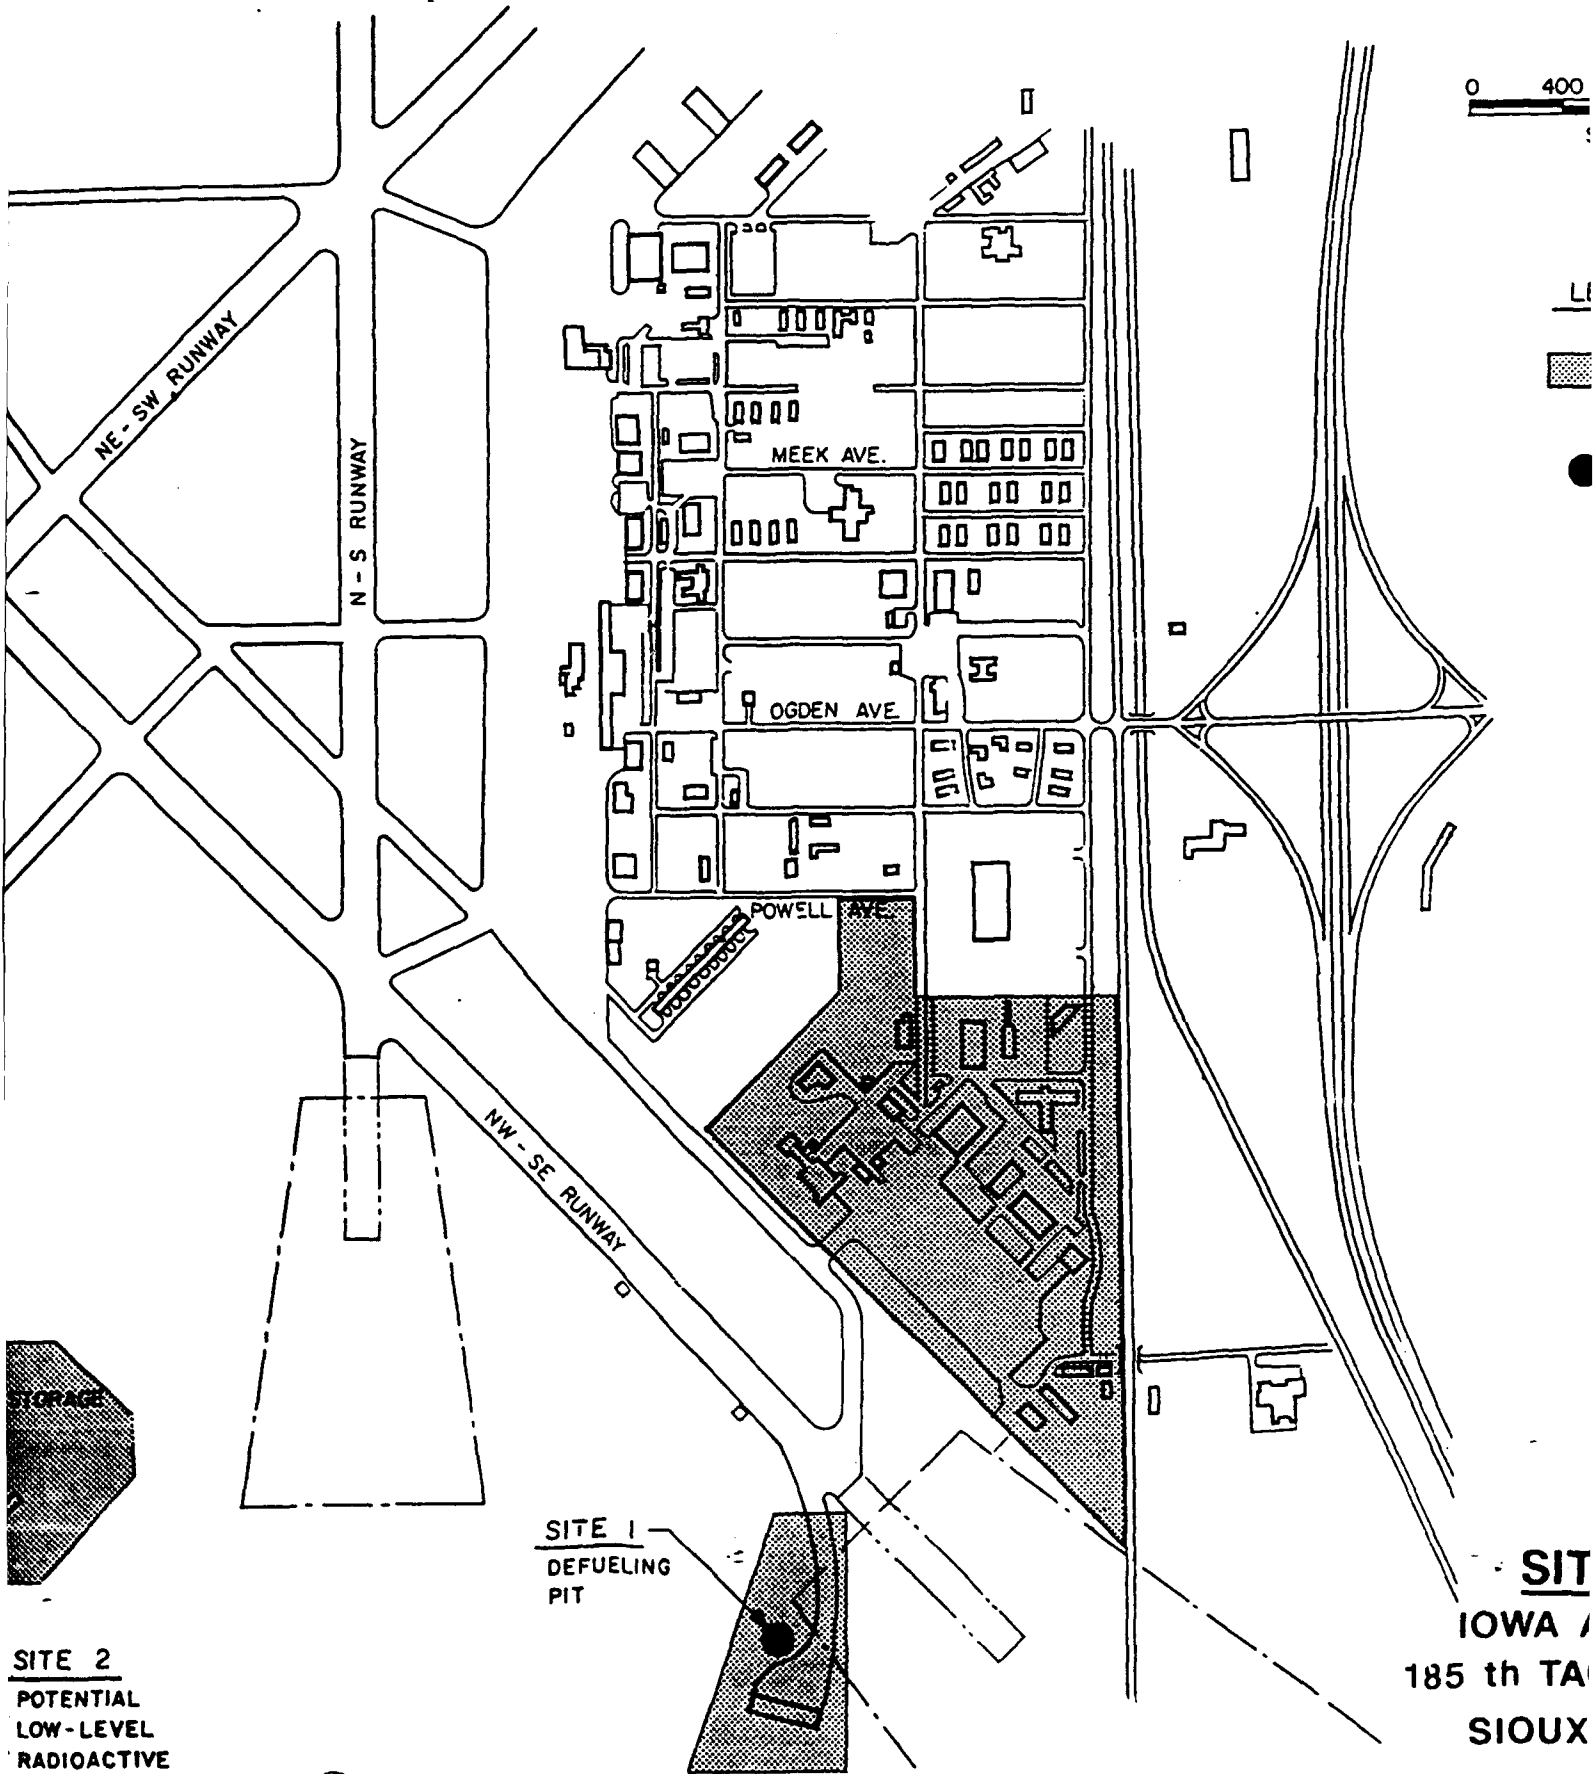 0 400
NE - SW RUNWAY
N - S RUNWAY
MEEK AVE.
OGDEN AVE.
POWELL AVE.
NW - SE RUNWAY
STORAGE
SITE 1
DEFUELING
PIT
SITE 2
POTENTIAL
LOW-LEVEL
RADIOACTIVE
SIT
IOWA
185 th TA
SIOUX